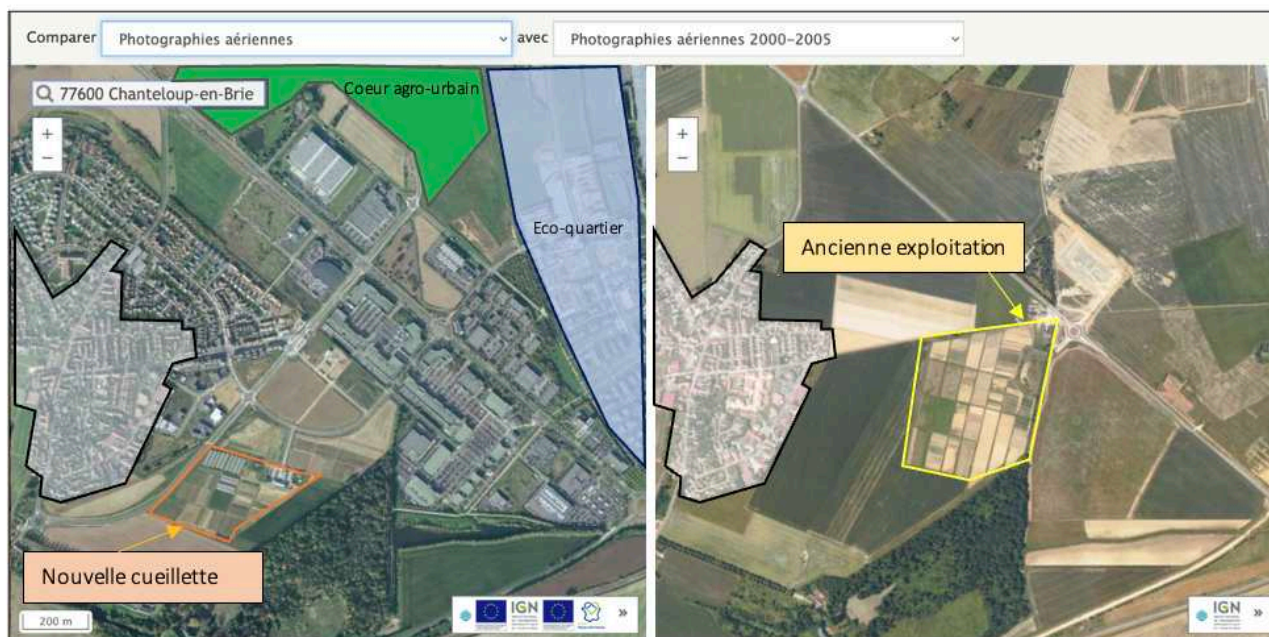 Comparer Photographies aériennes avec Photographies aériennes 2000-2005
77600 Chanteloup-en-Brie
Coeur agro-urbain
+
−
Eco-quartier
Nouvelle cueillette
200 m
IGN
»
+
−
Ancienne exploitation
IGN
»